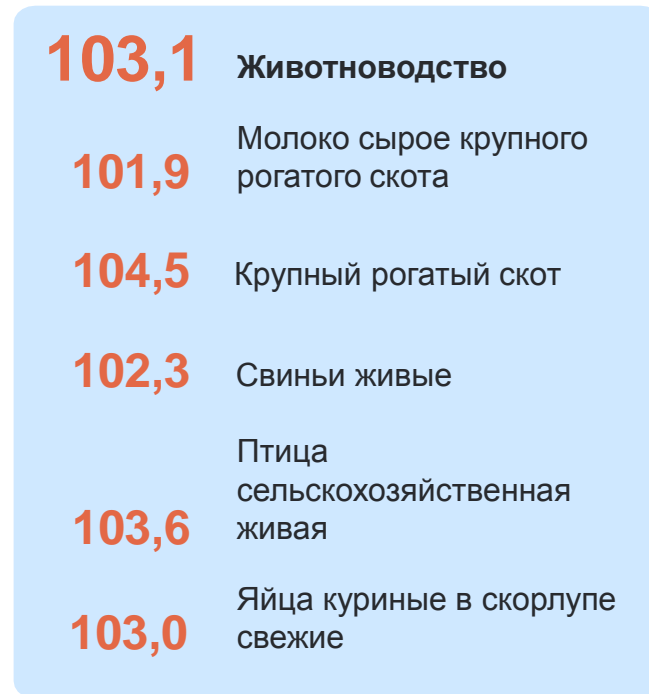 103,1 Животноводство
Молоко сырое крупного
101,9 рогатого скота
104,5 Крупный рогатый скот
102,3 Свиньи живые
Птица
сельскохозяйственная
103,6 живая
Яйца куриные в скорлупе
103,0 свежие